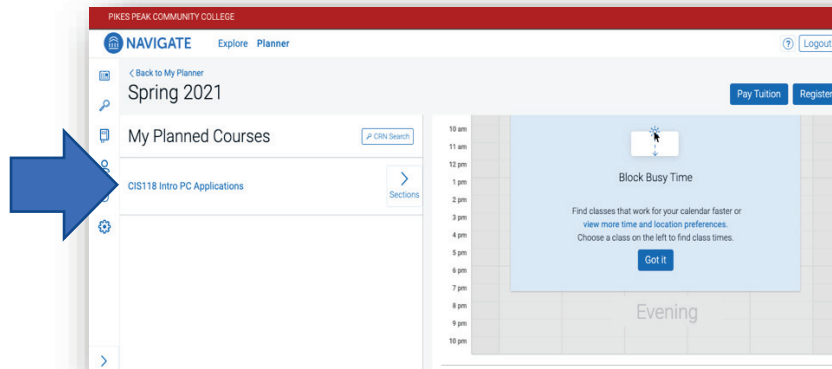 PIKES PEAK COMMUNITY COLLEGE
NAVIGATE Explore Planner ? Logout
< Back to My Planner
Spring 2021
Pay Tuition Register
My Planned Courses
CRN Search
CIS118 Intro PC Applications
Sections
10 am
11 am
12 pm
1 pm
2 pm
3 pm
4 pm
5 pm
6 pm
7 pm
8 pm
9 pm
10 pm
Block Busy Time
Find classes that work for your calendar faster or
view more time and location preferences.
Choose a class on the left to find class times.
Got it
Evening